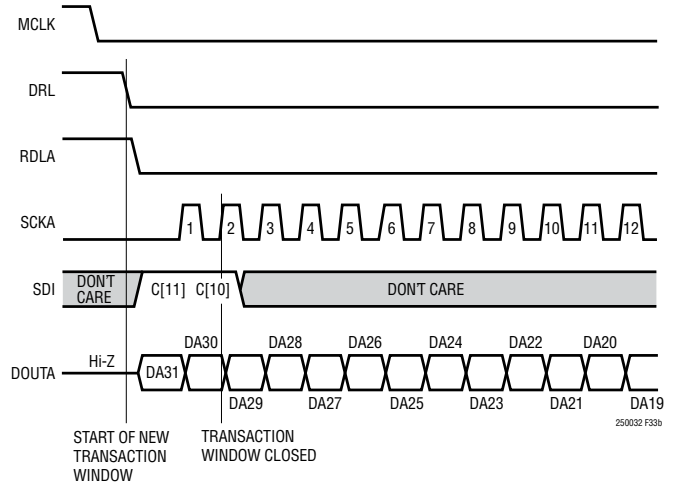 MCLK
DRL
RDLA
SCKA
1 2 3 4 5 6 7 8 9 10 11 12
SDI
DON'T
CARE
C[11] C[10]
DON'T CARE
DA30 DA28 DA26 DA24 DA22 DA20
DOUTA
Hi-Z
DA31
DA29 DA27 DA25 DA23 DA21 DA19
250032 F33b
START OF NEW
TRANSACTION
WINDOW
TRANSACTION
WINDOW CLOSED